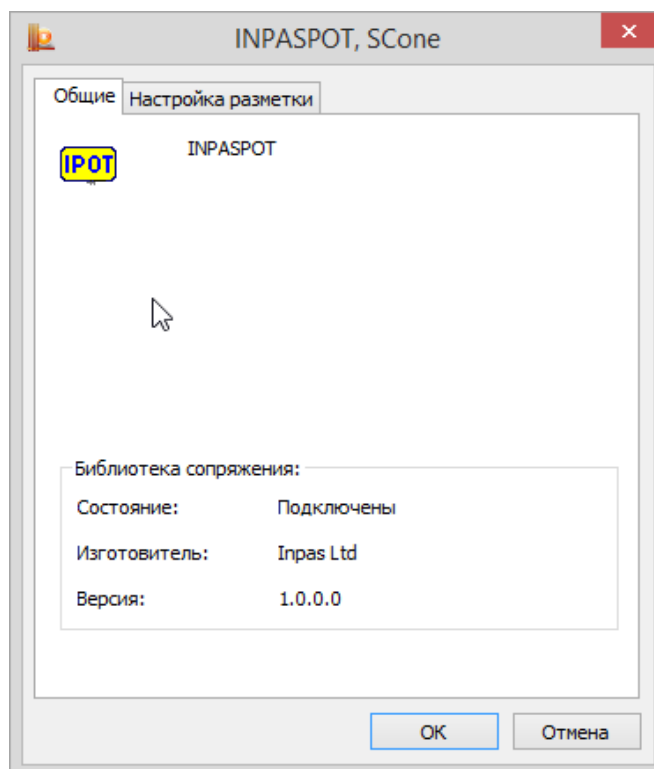 INPASPOT, SCone
Общие Настройка разметки
IPOT INPASPOT
Библиотека сопряжения:
Состояние: Подключены
Изготовитель: Inpas Ltd
Версия: 1.0.0.0
OK Отмена